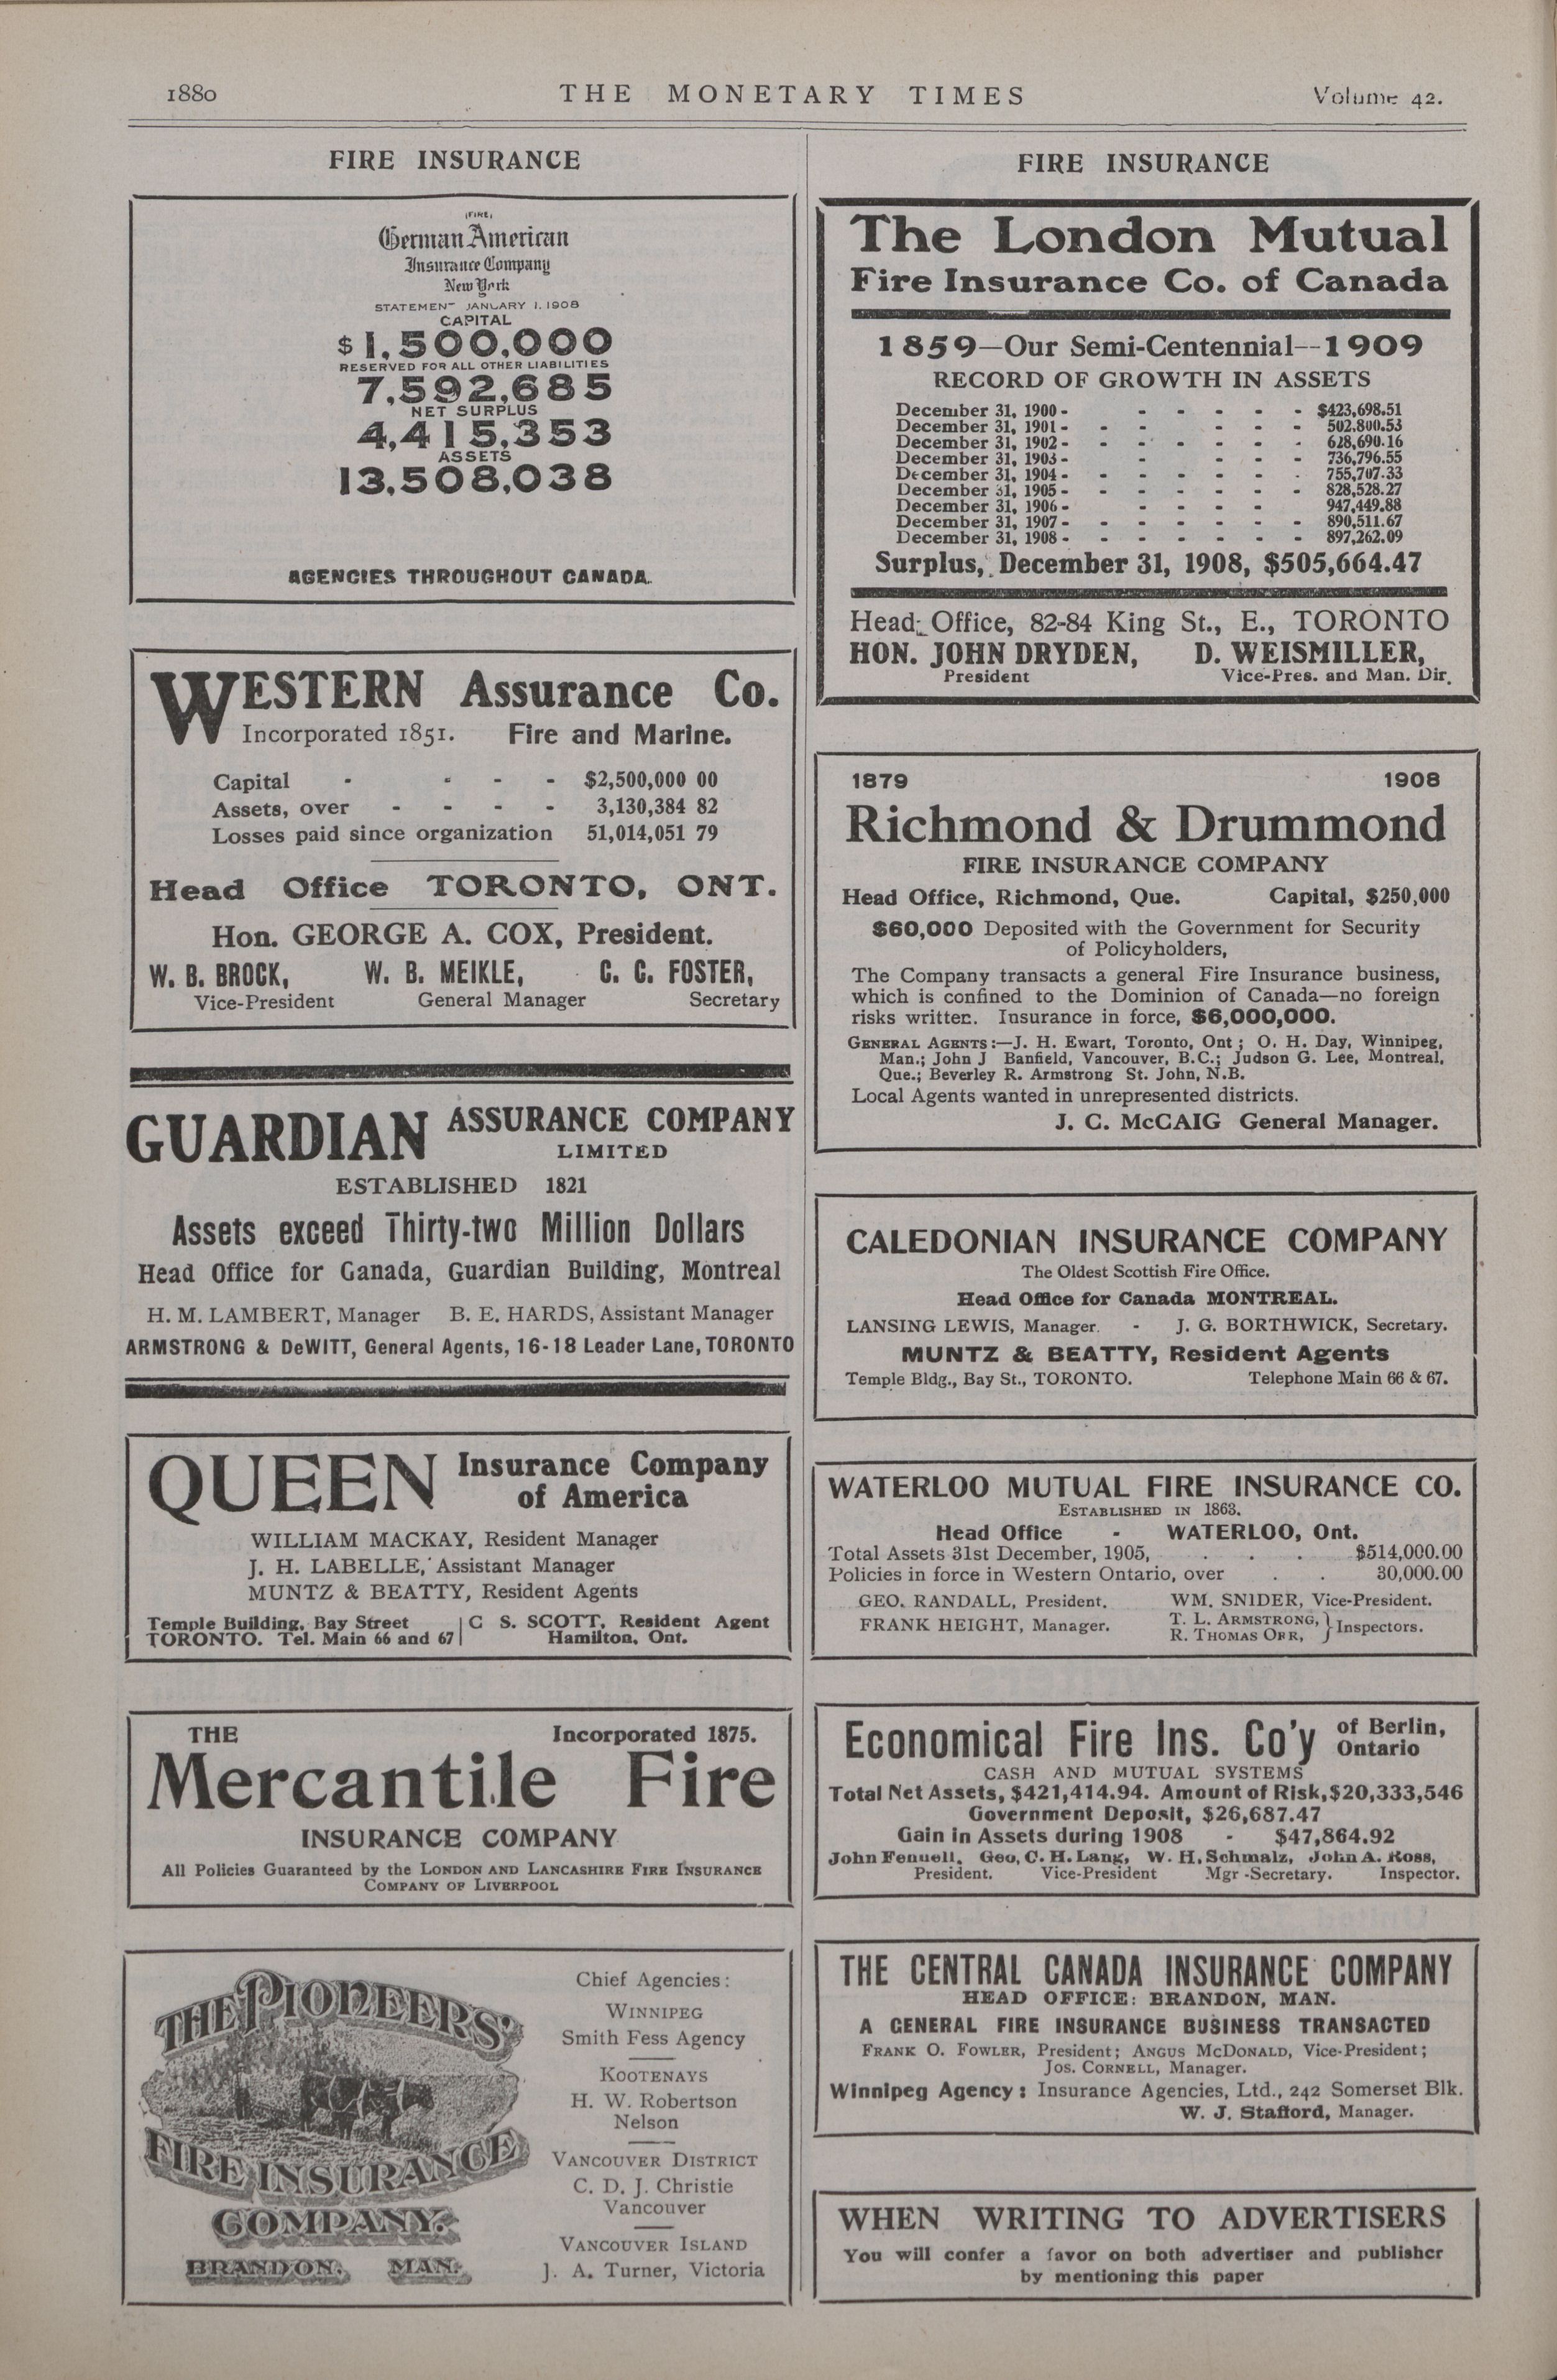 1880
THE MONETARY TIMES
Volume 42.
FIRE INSURANCE
(FIRE)
German American
Insurance Company
New York
STATEMENT JANUARY 1, 1908
CAPITAL
$1,500,000
RESERVED FOR ALL OTHER LIABILITIES
7,592,685
NET SURPLUS
4,415,353
ASSETS
13,508,038
AGENCIES THROUGHOUT CANADA.
WESTERN Assurance Co.
Incorporated 1851. Fire and Marine.
Capital - - - - $2,500,000 00
Assets, over - - - - 3,130,384 82
Losses paid since organization 51,014,051 79
Head Office TORONTO, ONT.
Hon. GEORGE A. COX, President.
W. B. BROCK, W. B. MEIKLE, C. C. FOSTER,
Vice-President General Manager Secretary
GUARDIAN ASSURANCE COMPANY
LIMITED
ESTABLISHED 1821
Assets exceed Thirty-two Million Dollars
Head Office for Canada, Guardian Building, Montreal
H. M. LAMBERT, Manager B. E. HARDS, Assistant Manager
ARMSTRONG & DeWITT, General Agents, 16-18 Leader Lane, TORONTO
QUEEN Insurance Company
of America
WILLIAM MACKAY, Resident Manager
J. H. LABELLE, Assistant Manager
MUNTZ & BEATTY, Resident Agents
Temple Building, Bay Street
TORONTO. Tel. Main 66 and 67
C S. SCOTT, Resident Agent
Hamilton, Ont.
THE Incorporated 1875.
Mercantile Fire
INSURANCE COMPANY
All Policies Guaranteed by the LONDON AND LANCASHIRE FIRE INSURANCE
COMPANY OF LIVERPOOL
THE PIONEERS'
FIRE INSURANCE
COMPANY.
BRANDON, MAN.
Chief Agencies:
WINNIPEG
Smith Fess Agency
KOOTENAYS
H. W. Robertson
Nelson
VANCOUVER DISTRICT
C. D. J. Christie
Vancouver
VANCOUVER ISLAND
J. A. Turner, Victoria
FIRE INSURANCE
The London Mutual
Fire Insurance Co. of Canada
1859—Our Semi-Centennial--1909
RECORD OF GROWTH IN ASSETS
December 31, 1900 - - - - - - $423,698.51
December 31, 1901 - - - - - - 502,800.53
December 31, 1902 - - - - - - - 628,690.16
December 31, 1903 - - - - - 736,796.55
December 31, 1904 - - - - - - - 755,707.33
December 31, 1905 - - - - - - - 828,528.27
December 31, 1906 - - - - - 947,449.88
December 31, 1907 - - - - - - - 890,511.67
December 31, 1908 - - - - - - - 897,262.09
Surplus, December 31, 1908, $505,664.47
Head Office, 82-84 King St., E., TORONTO
HON. JOHN DRYDEN, D. WEISMILLER,
President Vice-Pres. and Man. Dir.
1879 1908
Richmond & Drummond
FIRE INSURANCE COMPANY
Head Office, Richmond, Que. Capital, $250,000
$60,000 Deposited with the Government for Security
of Policyholders,
The Company transacts a general Fire Insurance business,
which is confined to the Dominion of Canada—no foreign
risks written. Insurance in force, $6,000,000.
GENERAL AGENTS:—J. H. Ewart, Toronto, Ont; O. H. Day, Winnipeg,
Man.; John J Banfield, Vancouver, B.C.; Judson G. Lee, Montreal,
Que.; Beverley R. Armstrong St. John, N.B.
Local Agents wanted in unrepresented districts.
J. C. McCAIG General Manager.
CALEDONIAN INSURANCE COMPANY
The Oldest Scottish Fire Office.
Head Office for Canada MONTREAL.
LANSING LEWIS, Manager. - J. G. BORTHWICK, Secretary.
MUNTZ & BEATTY, Resident Agents
Temple Bldg., Bay St., TORONTO. Telephone Main 66 & 67.
WATERLOO MUTUAL FIRE INSURANCE CO.
ESTABLISHED IN 1863.
Head Office - WATERLOO, Ont.
Total Assets 31st December, 1905, . . . $514,000.00
Policies in force in Western Ontario, over . . 30,000.00
GEO. RANDALL, President. WM. SNIDER, Vice-President.
FRANK HEIGHT, Manager. T. L. ARMSTRONG, R. THOMAS ORR, } Inspectors.
Economical Fire Ins. Co'y of Berlin,
Ontario
CASH AND MUTUAL SYSTEMS
Total Net Assets, $421,414.94. Amount of Risk, $20,333,546
Government Deposit, $26,687.47
Gain in Assets during 1908 - $47,864.92
John Fennell, Geo. C. H. Lang, W. H. Schmalz, John A. Ross,
President. Vice-President Mgr-Secretary. Inspector.
THE CENTRAL CANADA INSURANCE COMPANY
HEAD OFFICE: BRANDON, MAN.
A GENERAL FIRE INSURANCE BUSINESS TRANSACTED
FRANK O. FOWLER, President; ANGUS MCDONALD, Vice-President;
JOS. CORNELL, Manager.
Winnipeg Agency: Insurance Agencies, Ltd., 242 Somerset Blk.
W. J. Stafford, Manager.
WHEN WRITING TO ADVERTISERS
You will confer a favor on both advertiser and publisher
by mentioning this paper